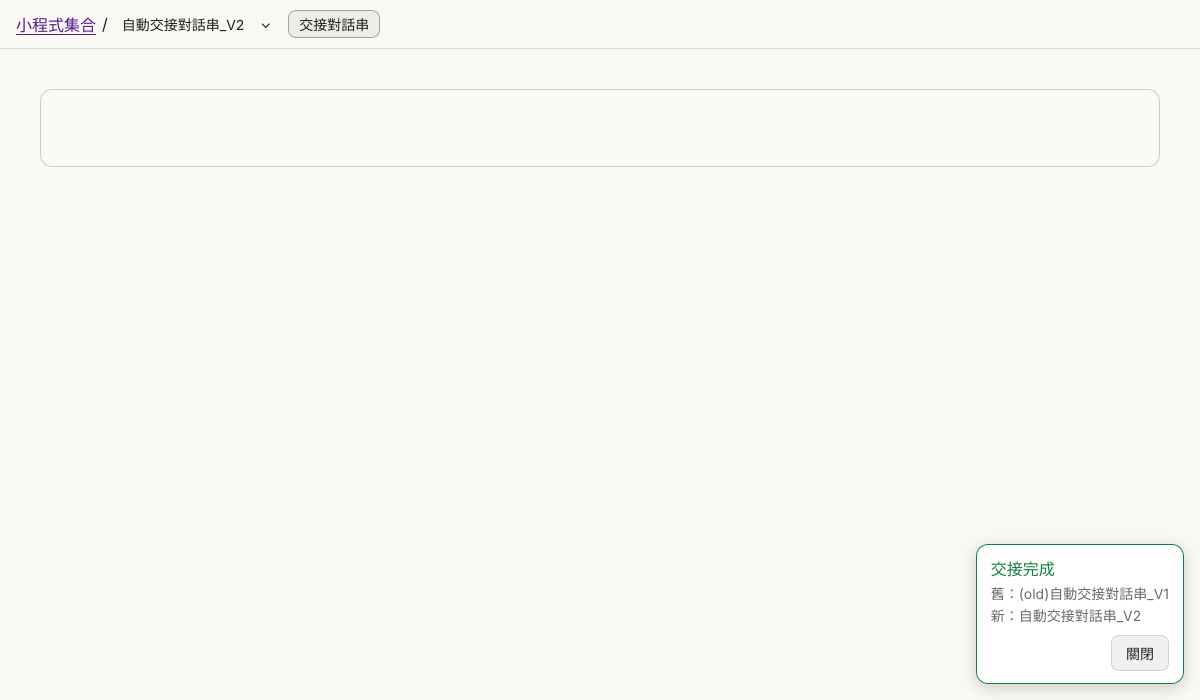 小程式集合 / 自動交接對話串_V2 交接對話串
交接完成
舊：(old)自動交接對話串_V1
新：自動交接對話串_V2
關閉